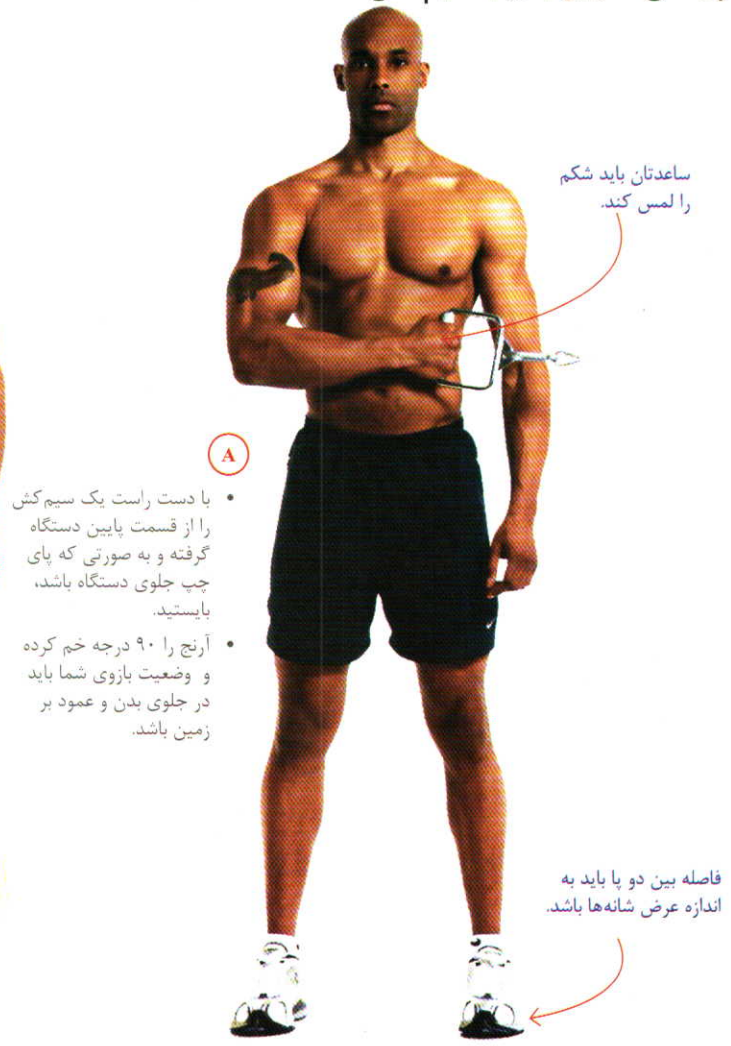 ساعدتان باید شکم
را لمس کند.
A
• با دست راست یک سیم‌کش
را از قسمت پایین دستگاه
گرفته و به صورتی که پای
چپ جلوی دستگاه باشد،
بایستید.
• آرنج را ۹۰ درجه خم کرده
و وضعیت بازوی شما باید
در جلوی بدن و عمود بر
زمین باشد.
فاصله بین دو پا باید به
اندازه عرض شانه‌ها باشد.